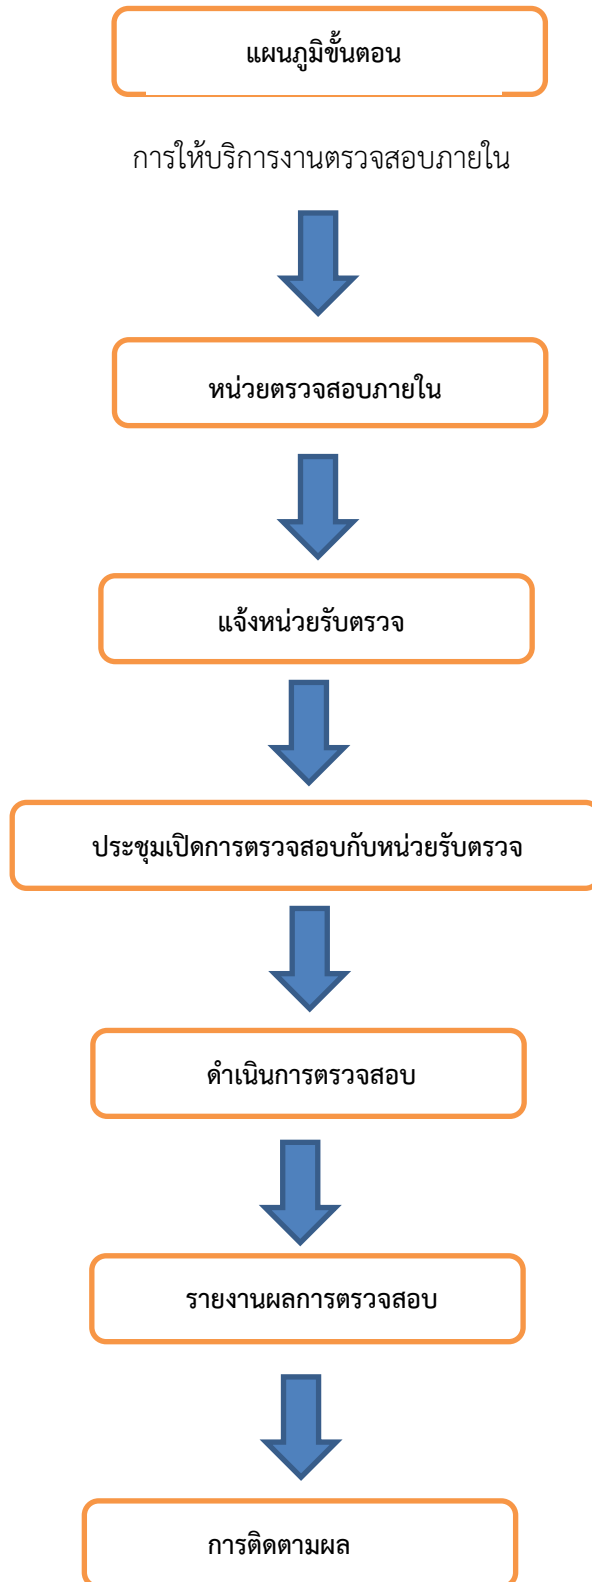 แผนภูมิขั้นตอน
การให้บริการงานตรวจสอบภายใน
หน่วยตรวจสอบภายใน
แจ้งหน่วยรับตรวจ
ประชุมเปิดการตรวจสอบกับหน่วยรับตรวจ
ดำเนินการตรวจสอบ
รายงานผลการตรวจสอบ
การติดตามผล